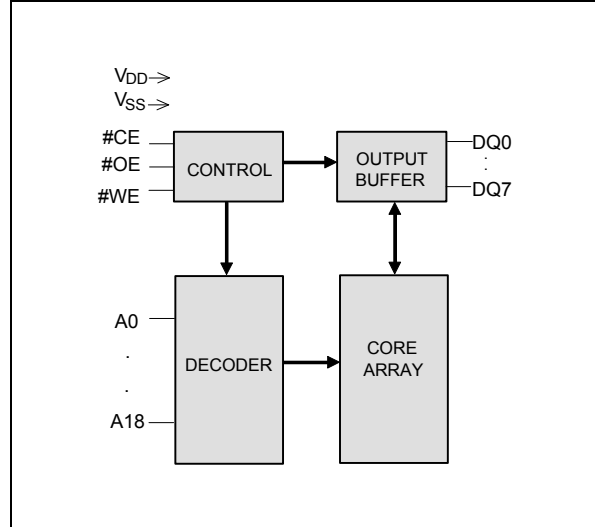 VDD
VSS
#CE
#OE
#WE
CONTROL
OUTPUT
BUFFER
DQ0
:
DQ7
A0
.
.
A18
DECODER
CORE
ARRAY